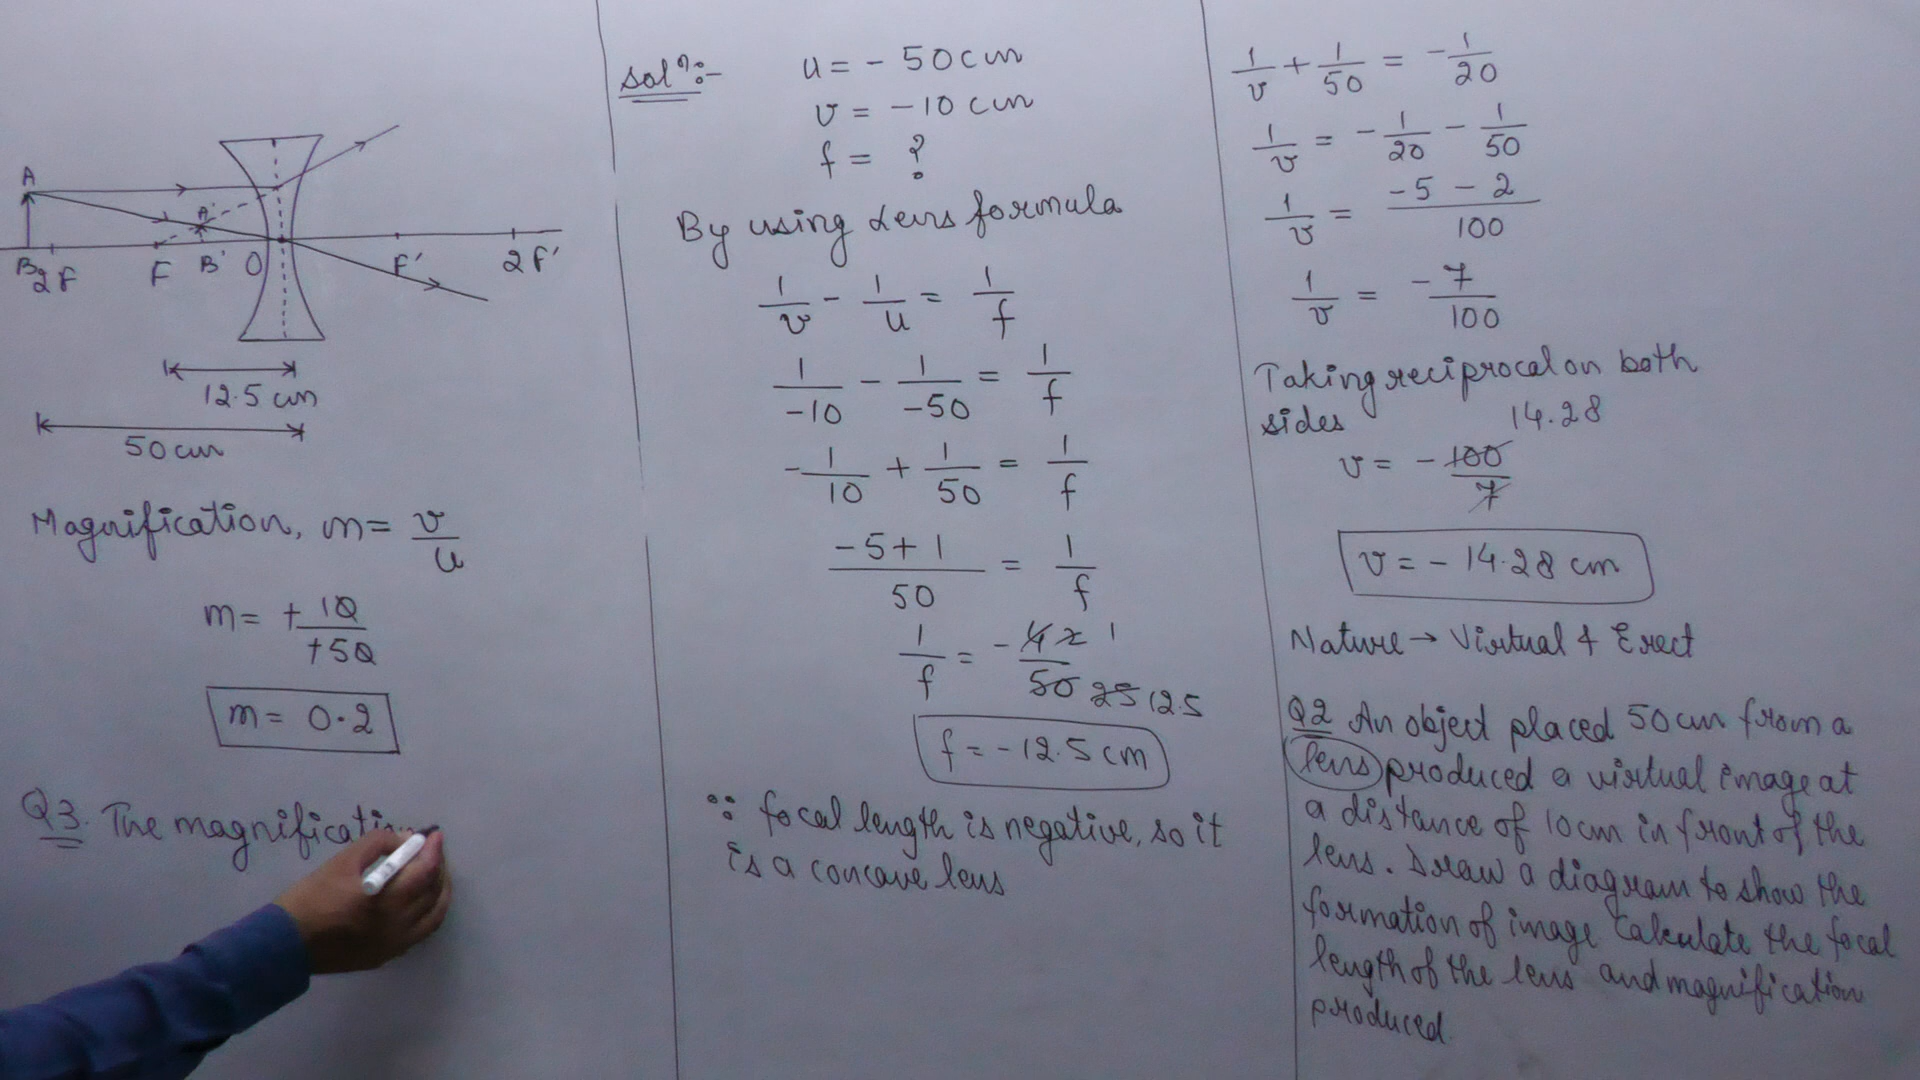 A
A'
B 2F
F
B'
O
F'
2F'
12.5 cm
50 cm
Magnification, m = v/u
m = +10/+50
m = 0.2
Q3. The magnificati
Solⁿ:-
u = - 50 cm
v = -10 cm
f = ?
By using Lens formula
1/v - 1/u = 1/f
1/-10 - 1/-50 = 1/f
-1/10 + 1/50 = 1/f
-5+1/50 = 1/f
1/f = -4 2 1/50 25 12.5
f = -12.5 cm
∵ focal length is negative, so it
is a concave lens
1/v + 1/50 = -1/20
1/v = -1/20 - 1/50
1/v = -5 - 2/100
1/v = -7/100
Taking reciprocal on both
sides 14.28
v = -100/7
v = - 14.28 cm
Nature → Virtual & Erect
Q2 An object placed 50 cm from a
lens produced a virtual image at
a distance of 10 cm in front of the
lens. Draw a diagram to show the
formation of image Calculate the focal
length of the lens and magnification
produced.